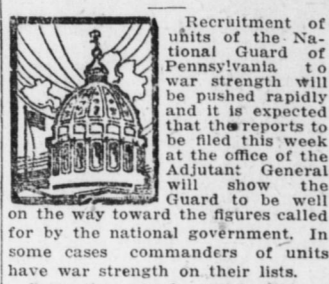 Recruitment of
units of the Na-
tional Guard of
Pennsylvania to
war strength will
be pushed rapidly
and it is expected
that the reports to
be filed this week
at the office of the
Adjutant General
will show the
Guard to be well
on the way toward the figures called
for by the national government. In
some cases commanders of units
have war strength on their lists.